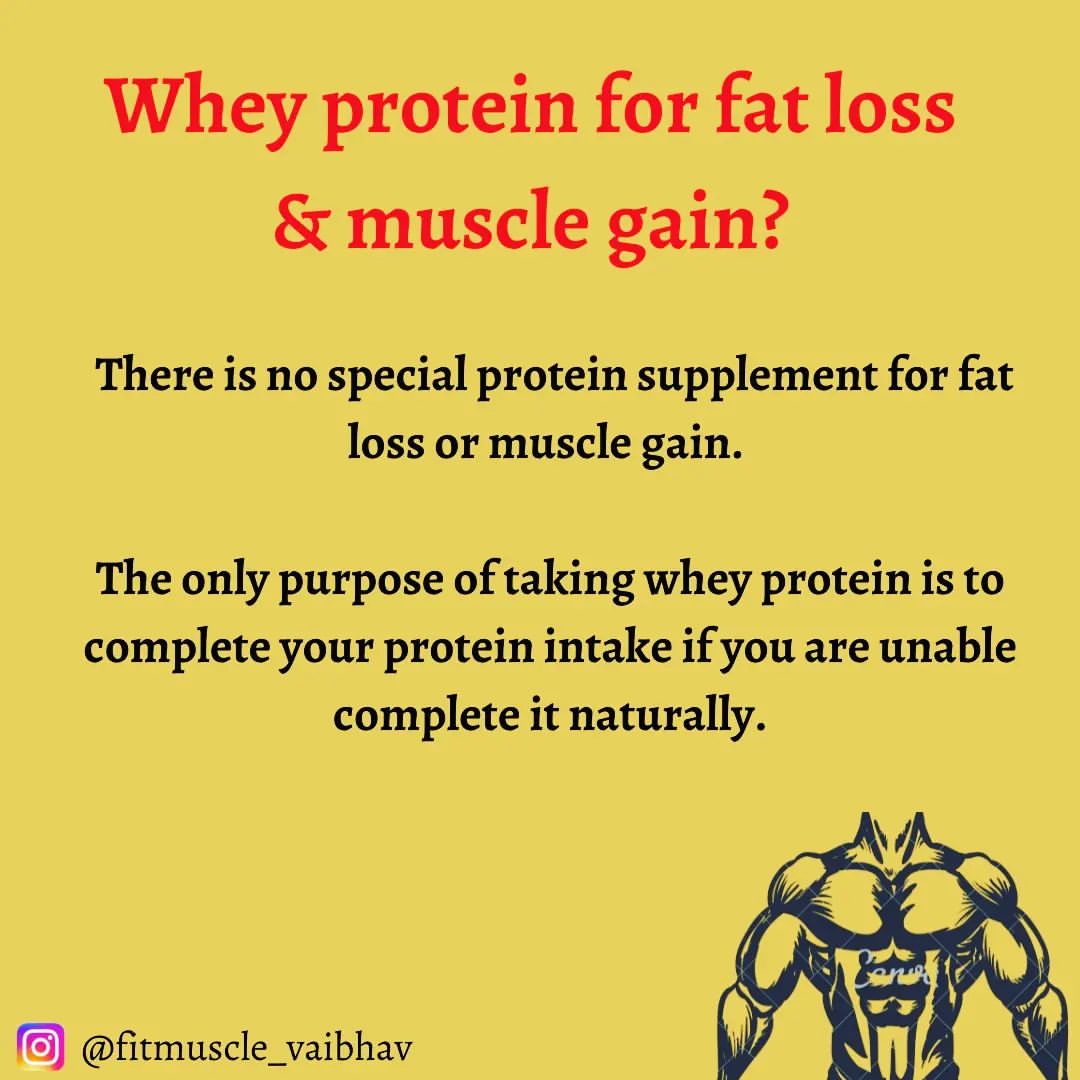 Whey protein for fat loss
& muscle gain?
There is no special protein supplement for fat
loss or muscle gain.
The only purpose of taking whey protein is to
complete your protein intake if you are unable
complete it naturally.
Canva
@fitmuscle_vaibhav